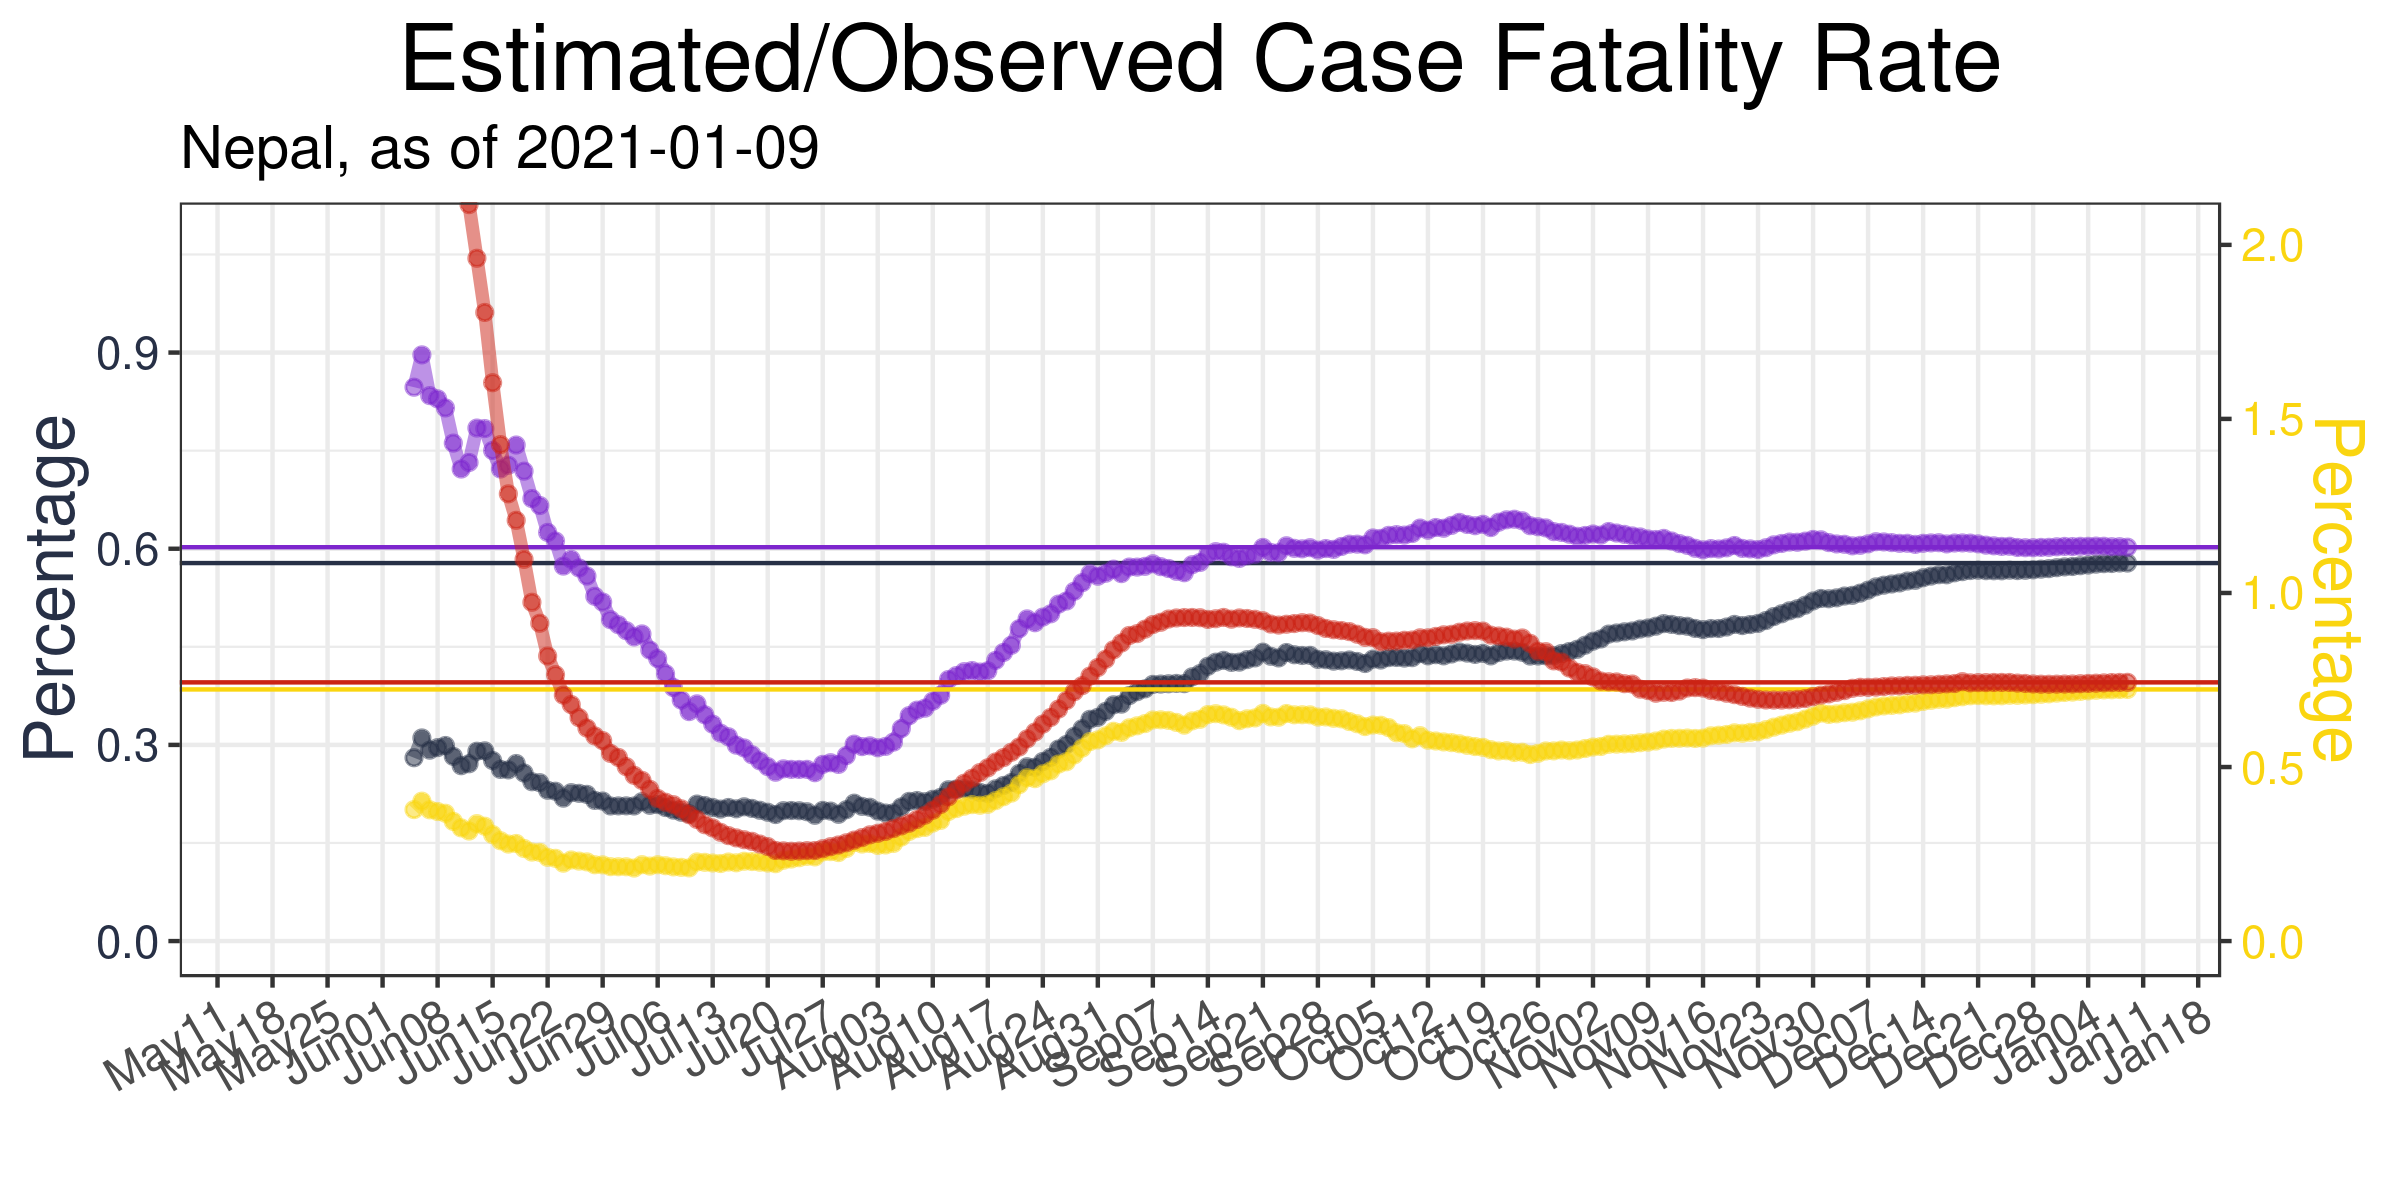 Estimated/Observed Case Fatality Rate
Nepal, as of 2021-01-09
Percentage
0.9
0.6
0.3
0.0
2.0
1.5
1.0
0.5
0.0
Percentage
May11
May18
May25
Jun01
Jun08
Jun15
Jun22
Jun29
Jul06
Jul13
Jul20
Jul27
Aug03
Aug10
Aug17
Aug24
Aug31
Sep07
Sep14
Sep21
Sep28
Oct05
Oct12
Oct19
Oct26
Nov02
Nov09
Nov16
Nov23
Nov30
Dec07
Dec14
Dec21
Dec28
Jan04
Jan11
Jan18